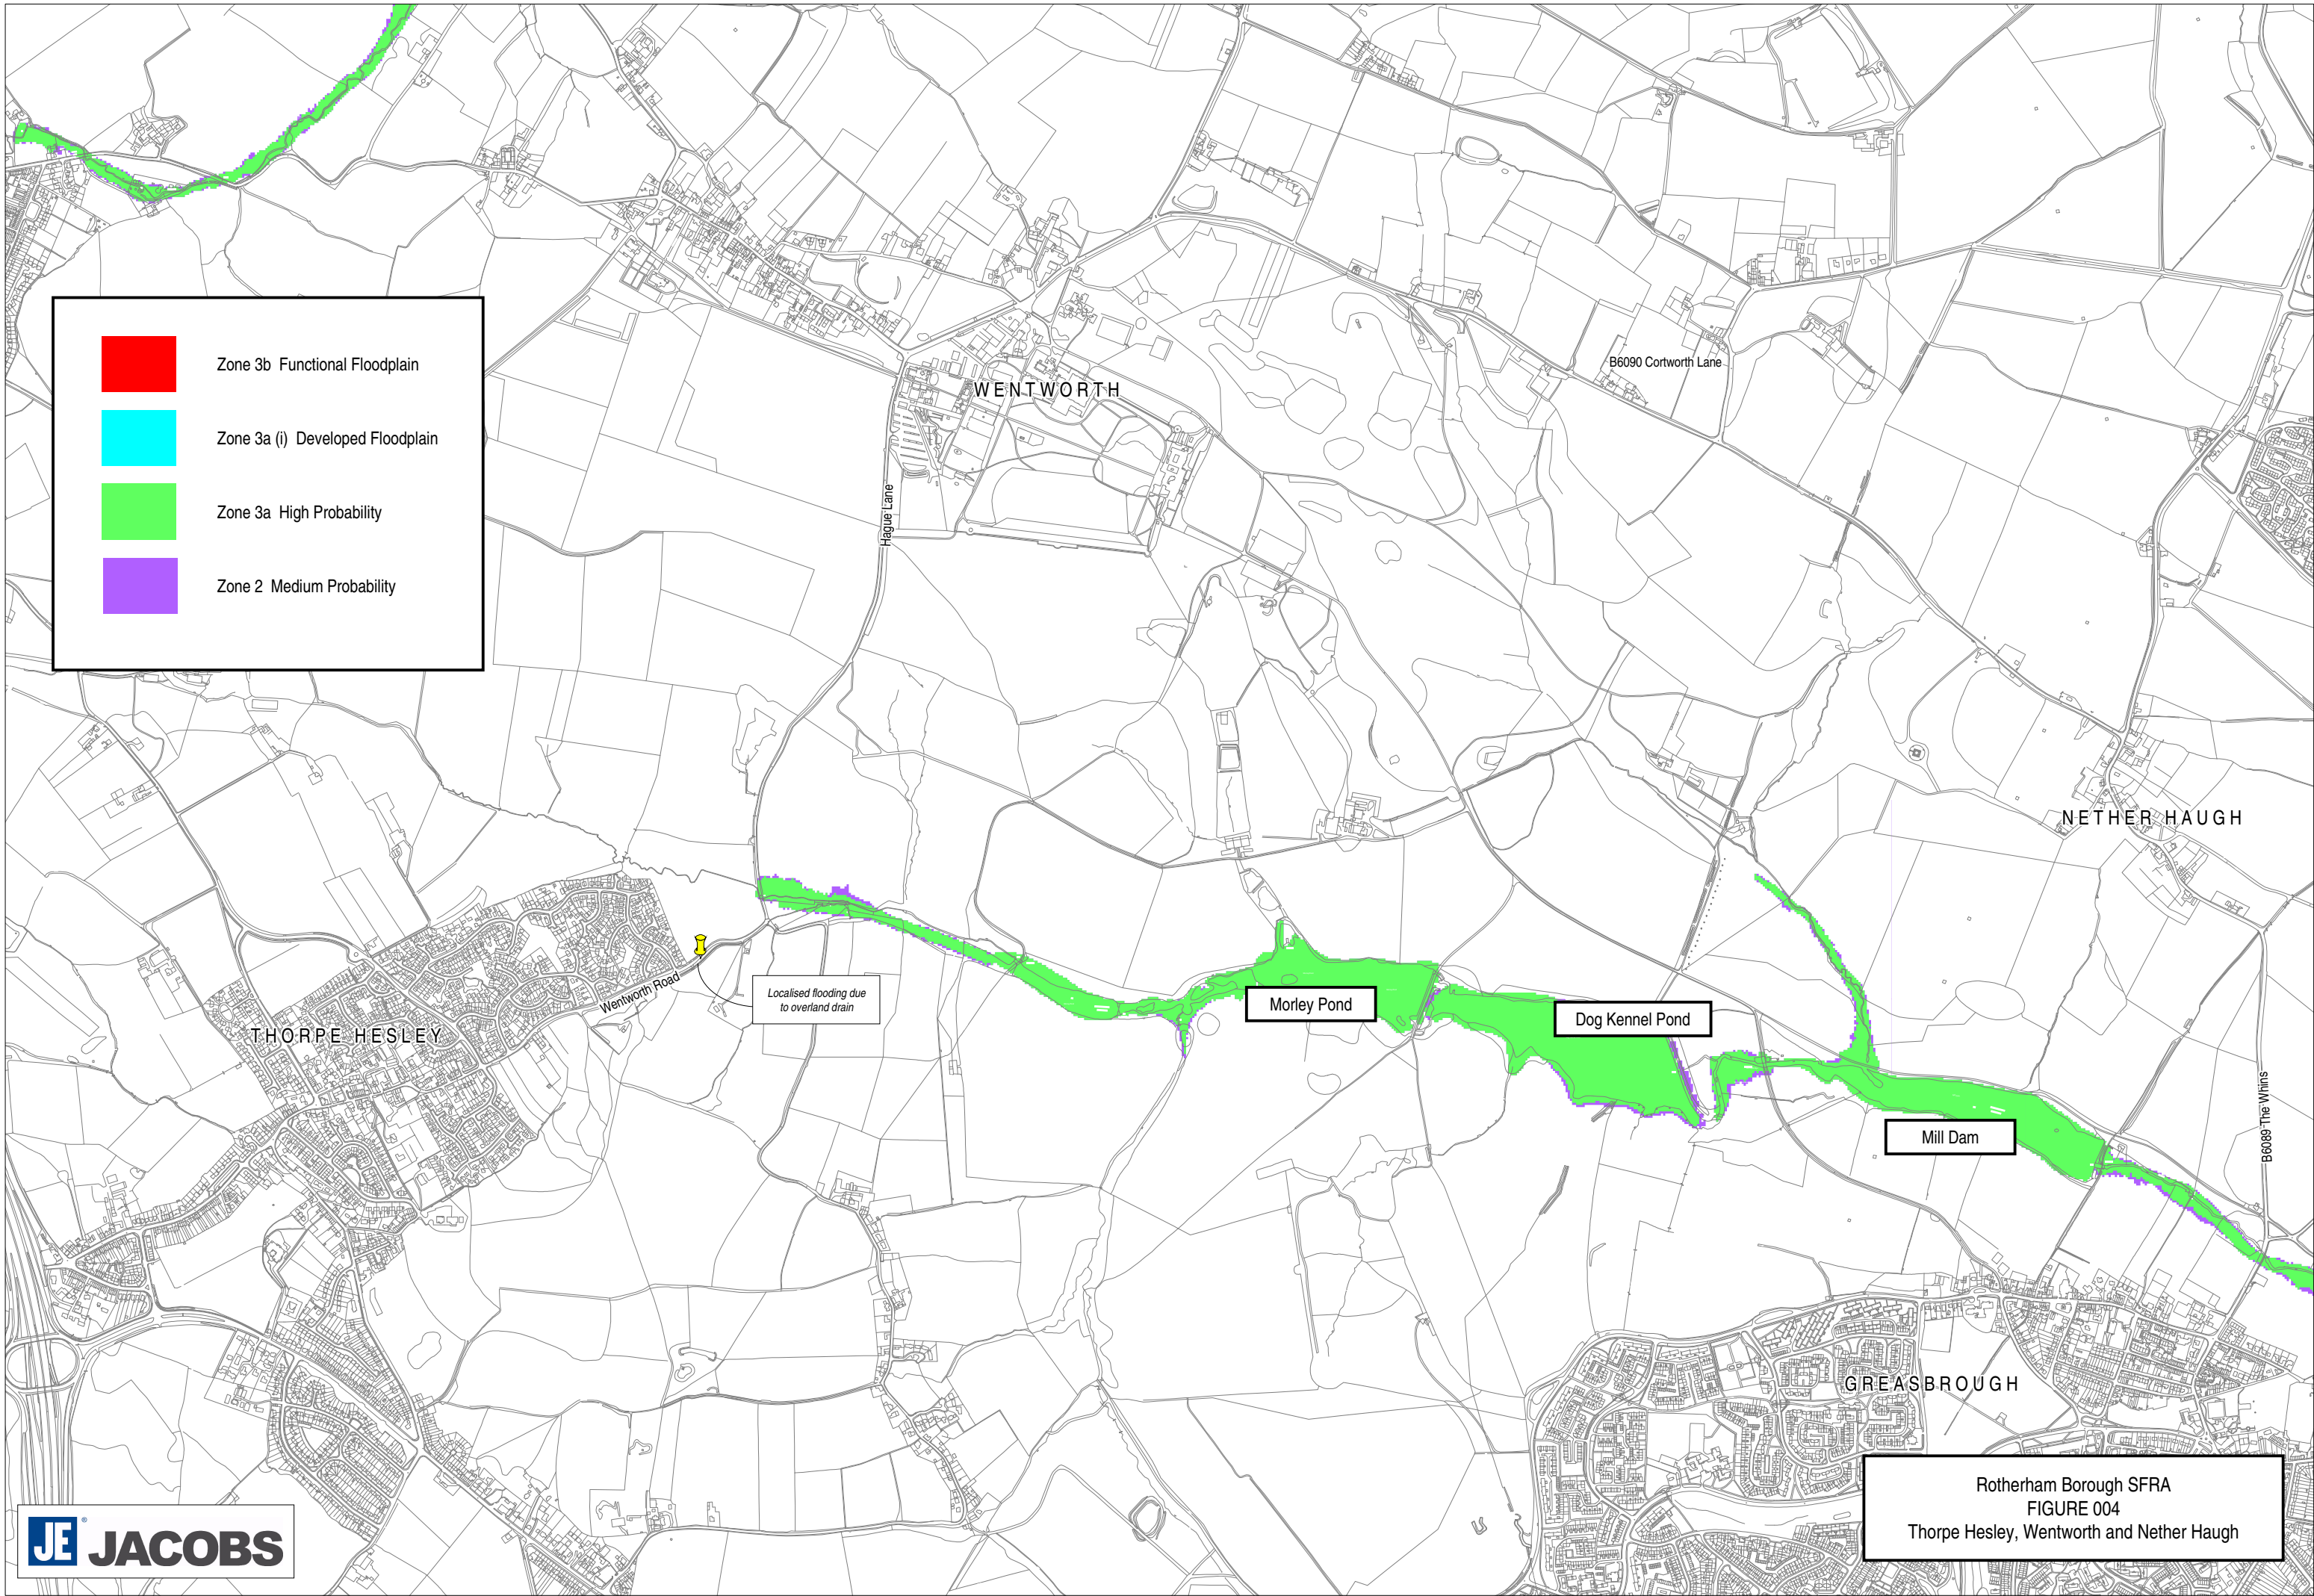 Zone 3b Functional Floodplain
Zone 3a (i) Developed Floodplain
Zone 3a High Probability
Zone 2 Medium Probability
WENTWORTH
B6090 Cortworth Lane
Hague Lane
NETHER HAUGH
Wentworth Road
Localised flooding due
to overland drain
THORPE HESLEY
Morley Pond
Dog Kennel Pond
Mill Dam
B6089 The Whins
GREASBROUGH
JE® JACOBS
Rotherham Borough SFRA
FIGURE 004
Thorpe Hesley, Wentworth and Nether Haugh